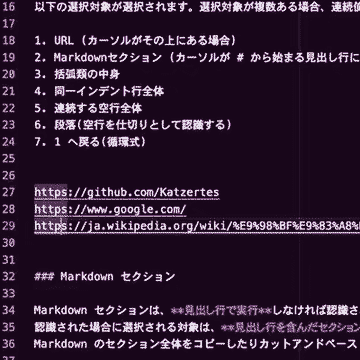 16 以下の選択対象が選択されます。選択対象が複数ある場合、連続
17
18 1. URL (カーソルがその上にある場合)
19 2. Markdownセクション (カーソルが # から始まる見出し行に
20 3. 括弧類の中身
21 4. 同一インデント行全体
22 5. 連続する空行全体
23 6. 段落(空行を仕切りとして認識する)
24 7. 1 へ戻る(循環式)
25
26
27 https://github.com/Katzertes
28 https://www.google.com/
29 https://ja.wikipedia.org/wiki/%E9%98%BF%E9%83%A8%
30
31
32 ### Markdown セクション
33
34 Markdown セクションは、**見出し行で実行**しなければ認識さ
35 認識された場合に選択される対象は、**見出し行を含んだセクション
36 Markdown のセクション全体をコピーしたりカットアンドペース